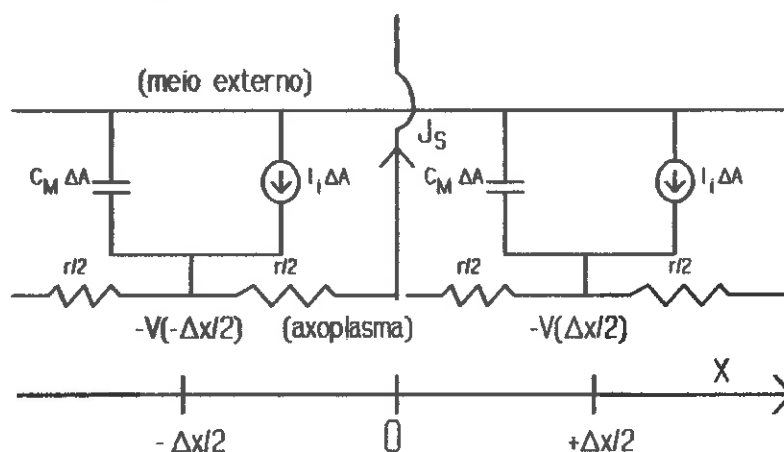 (meio externo)
J_S
C_M ΔA
I_i ΔA
C_M ΔA
I_i ΔA
r/2
r/2
r/2
r/2
-V(-Δx/2)
(axoplasma)
-V(Δx/2)
X
- Δx/2
0
+Δx/2